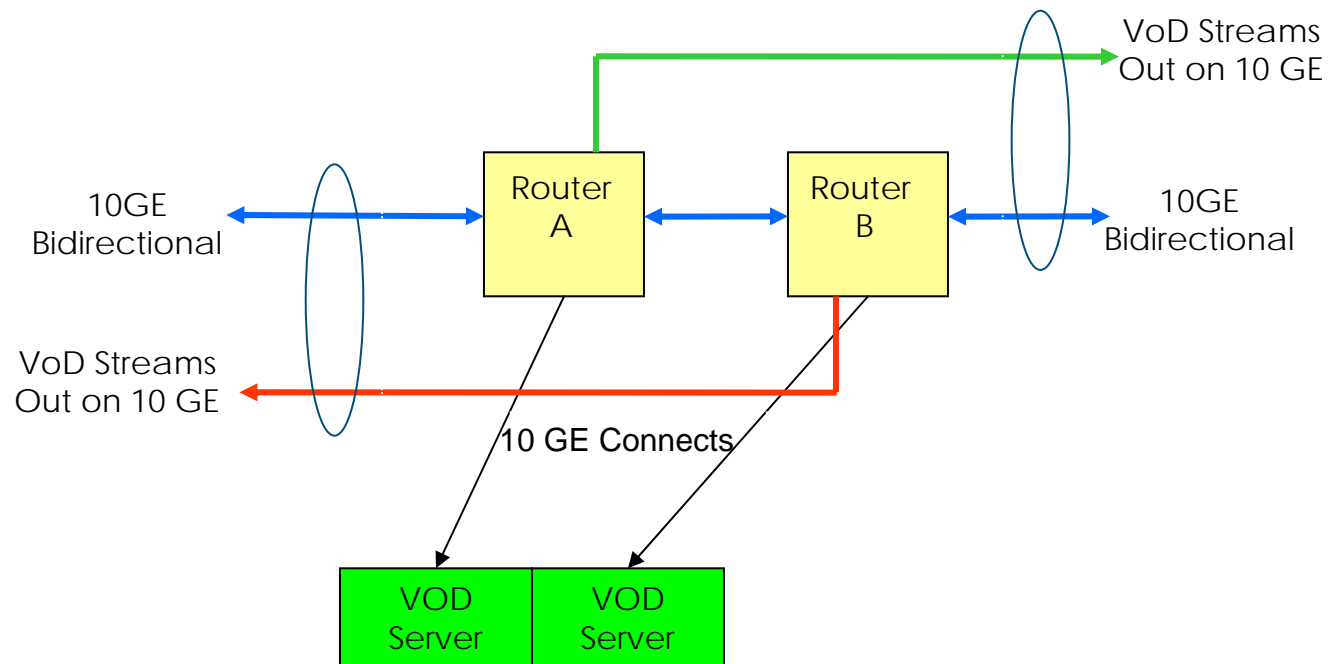 VoD Streams
Out on 10 GE
Router
A
Router
B
10GE
Bidirectional
10GE
Bidirectional
VoD Streams
Out on 10 GE
10 GE Connects
VOD
Server
VOD
Server